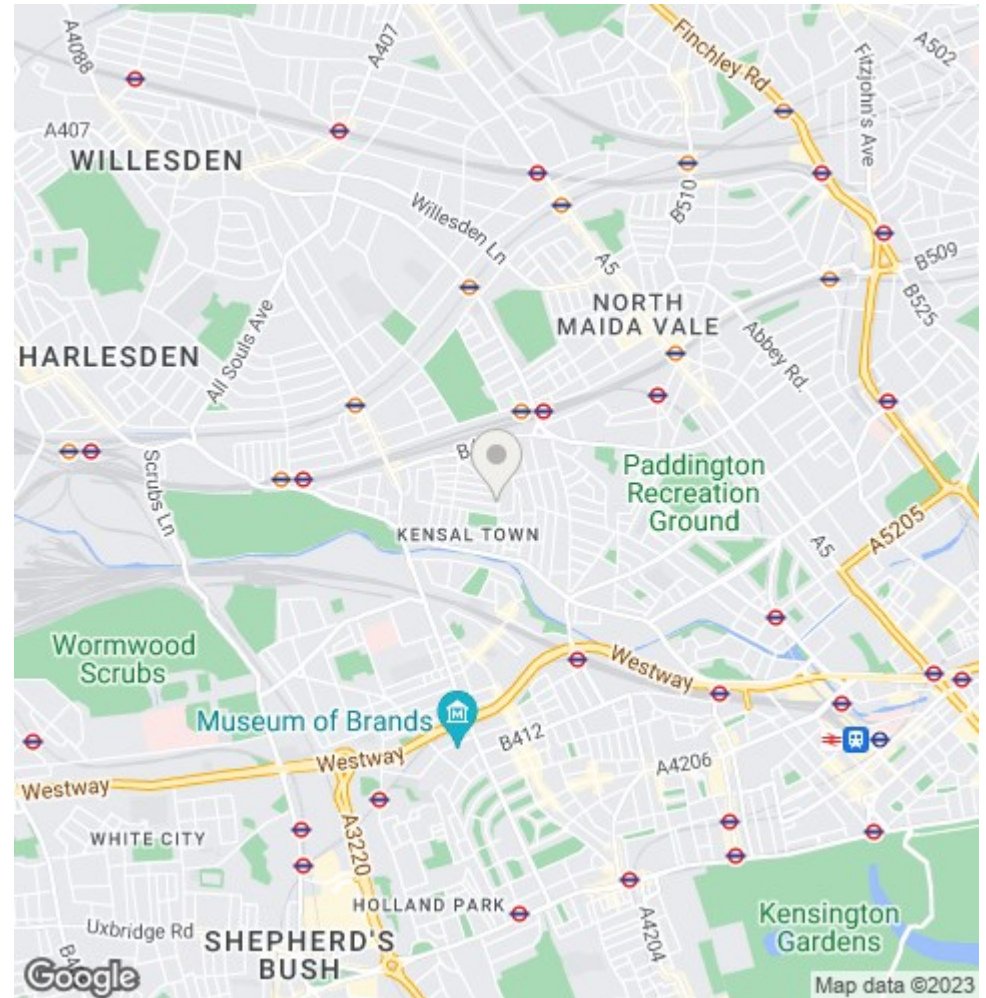 A4088
A407
Finchley Rd
A502
Fitzjohn's Ave
A407
WILLESDEN
B510
Willesden Ln
A5
B509
B525
NORTH
MAIDA VALE
Abbey Rd.
All Souls Ave
HARLESDEN
Scrubs Ln
Paddington
Recreation
Ground
KENSAL TOWN
A5
A5205
Wormwood
Scrubs
Westway
Museum of Brands
B412
Westway
A4206
Westway
WHITE CITY
A3220
HOLLAND PARK
A4204
Kensington
Gardens
Uxbridge Rd
SHEPHERD'S
BUSH
Google
Map data ©2023